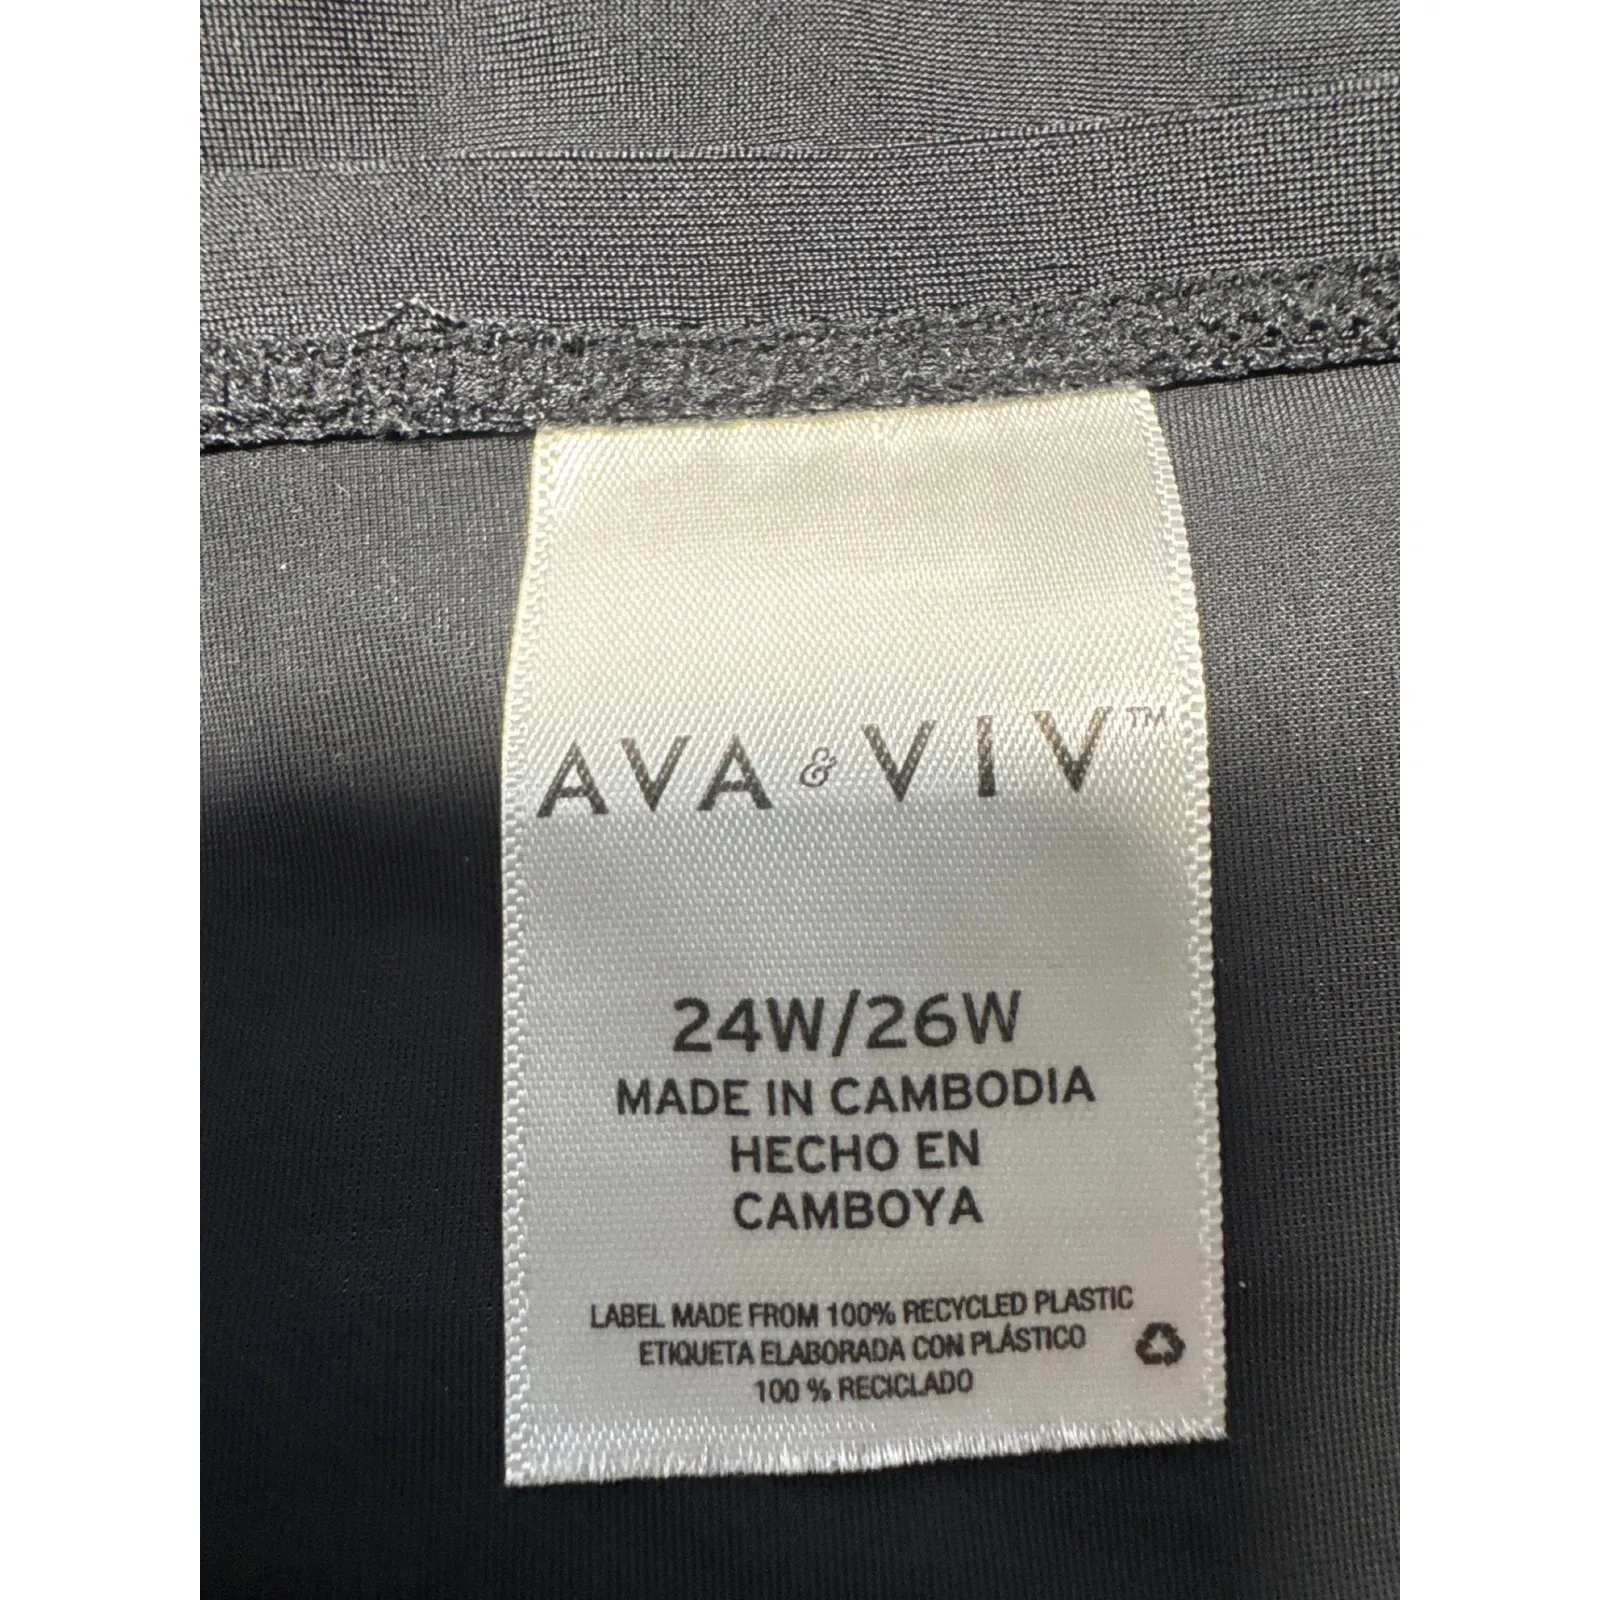 AVA & VIV™
24W/26W
MADE IN CAMBODIA
HECHO EN
CAMBOYA
LABEL MADE FROM 100% RECYCLED PLASTIC
ETIQUETA ELABORADA CON PLÁSTICO
100 % RECICLADO